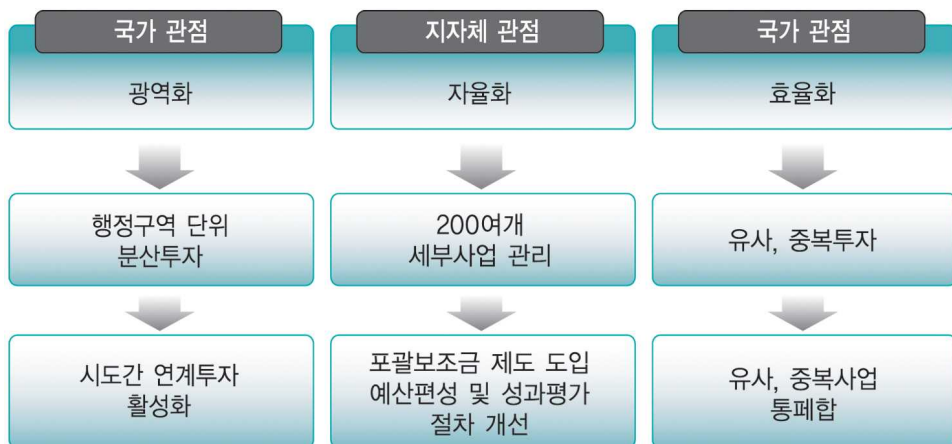 국가 관점
광역화
행정구역 단위
분산투자
시도간 연계투자
활성화
지자체 관점
자율화
200여개
세부사업 관리
포괄보조금 제도 도입
예산편성 및 성과평가
절차 개선
국가 관점
효율화
유사, 중복투자
유사, 중복사업
통폐합